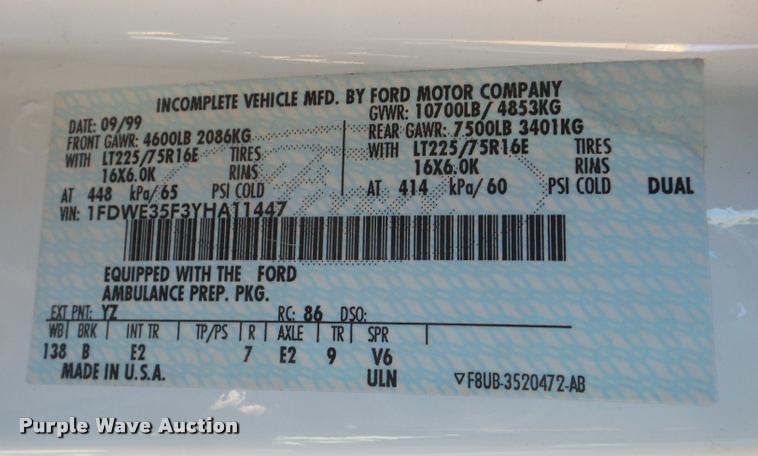 INCOMPLETE VEHICLE MFD. BY FORD MOTOR COMPANY
DATE: 09/99 GVWR: 10700LB/ 4853KG
FRONT GAWR: 4600LB 2086KG REAR GAWR: 7500LB 3401KG
WITH LT225/75R16E TIRES WITH LT225/75R16E TIRES
16X6.0K RIMS 16X6.0K RIMS
AT 448 kPa/65 PSI COLD AT 414 kPa/60 PSI COLD DUAL
VIN: 1FDWE35F3YHA11447
EQUIPPED WITH THE FORD
AMBULANCE PREP. PKG.
EXT PNT: YZ RC: 86 DSO:
WB BRK INT TR TP/PS R AXLE TR SPR
138 B E2 7 E2 9 V6
MADE IN U.S.A. ULN ▽F8UB-3520472-AB
Purple Wave Auction